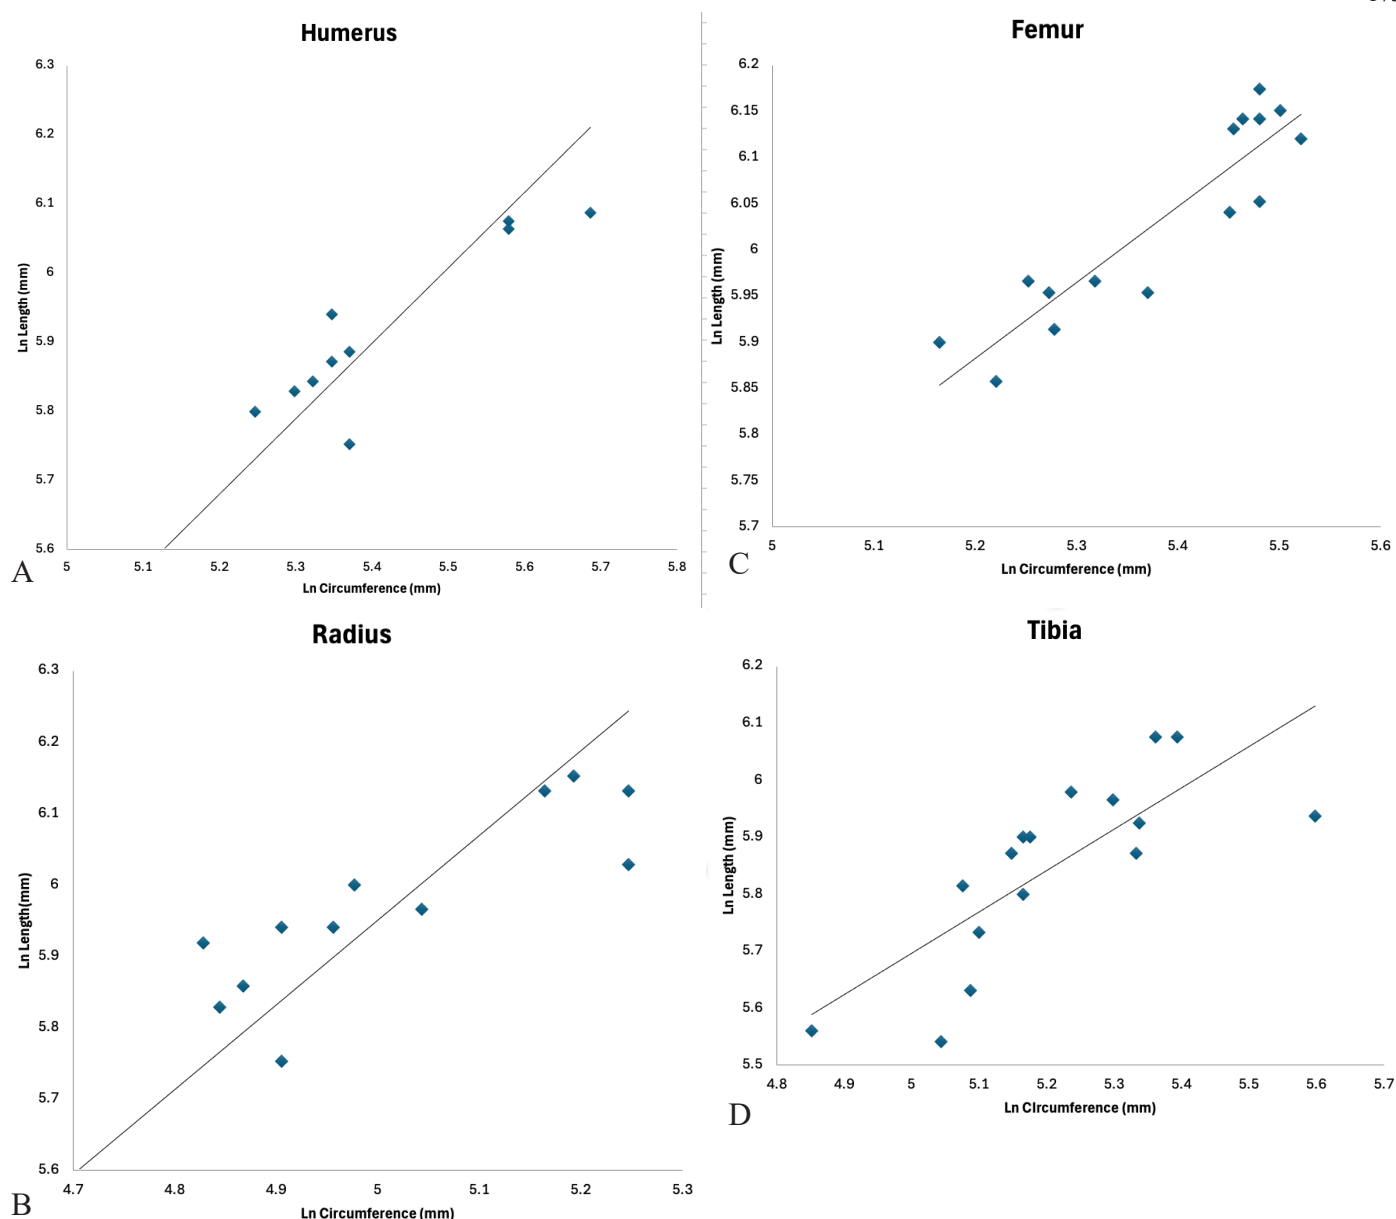 Humerus
6.3
6.2
6.1
6
5.9
5.8
5.7
5.6
Ln Length (mm)
5 5.1 5.2 5.3 5.4 5.5 5.6 5.7 5.8
Ln Circumference (mm)
A
Radius
6.3
6.2
6.1
6
5.9
5.8
5.7
5.6
Ln Length(mm)
4.7 4.8 4.9 5 5.1 5.2 5.3
Ln Circumference (mm)
B
Femur
6.2
6.15
6.1
6.05
6
5.95
5.9
5.85
5.8
5.75
5.7
Ln Length (mm)
5 5.1 5.2 5.3 5.4 5.5 5.6
Ln Circumference (mm)
C
Tibia
6.2
6.1
6
5.9
5.8
5.7
5.6
5.5
Ln Length (mm)
4.8 4.9 5 5.1 5.2 5.3 5.4 5.5 5.6 5.7
Ln CIrcumference (mm)
D